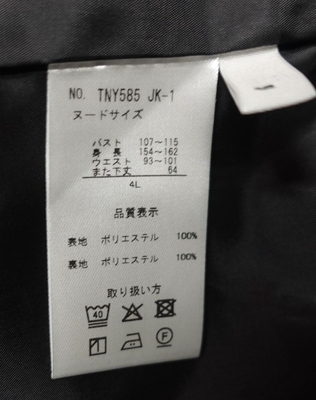 NO. TNY585 JK-1
ヌードサイズ
バスト 107~115
身長 154~162
ウエスト 93~101
また下丈 64
4L
品質表示
表地 ポリエステル 100%
裏地 ポリエステル 100%
取り扱い方
40
F